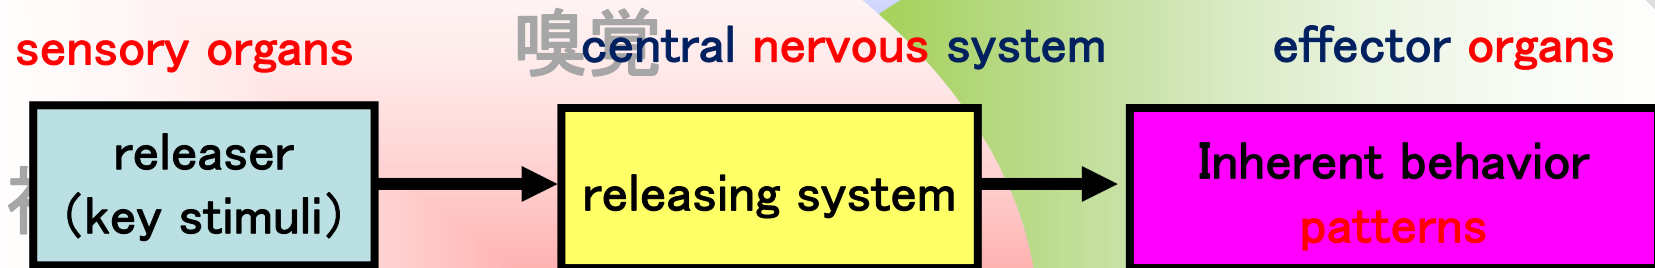 sensory organs
嗅覚
central nervous system
effector organs
releaser
(key stimuli)
releasing system
Inherent behavior
patterns